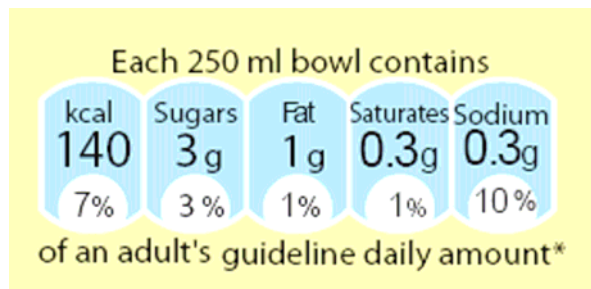 Each 250 ml bowl contains
kcal Sugars Fat Saturates Sodium
140 3g 1g 0.3g 0.3g
7% 3% 1% 1% 10%
of an adult's guideline daily amount*